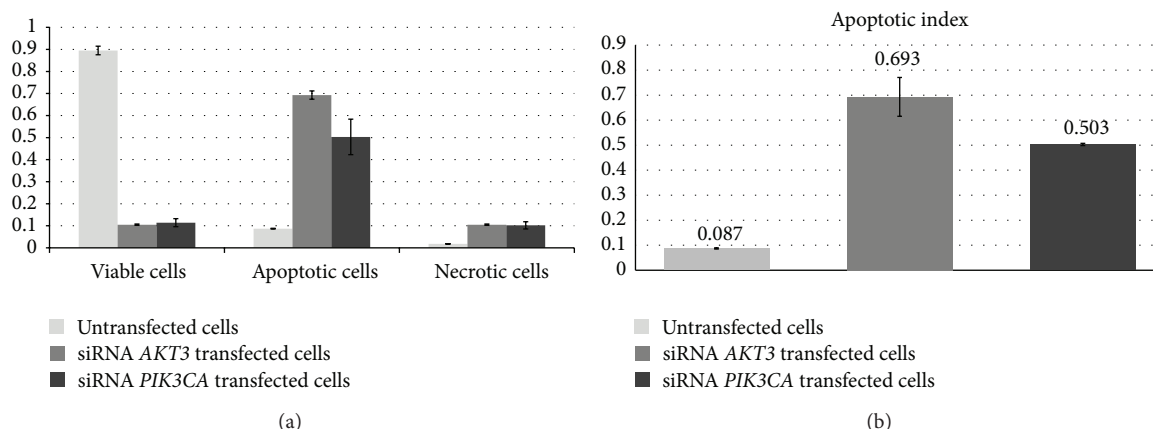 1
0.9
0.8
0.7
0.6
0.5
0.4
0.3
0.2
0.1
0
Viable cells
Apoptotic cells
Necrotic cells
Untransfected cells
siRNA AKT3 transfected cells
siRNA PIK3CA transfected cells
(a)
Apoptotic index
0.9
0.8
0.7
0.6
0.5
0.4
0.3
0.2
0.1
0
0.087
0.693
0.503
Untransfected cells
siRNA AKT3 transfected cells
siRNA PIK3CA transfected cells
(b)